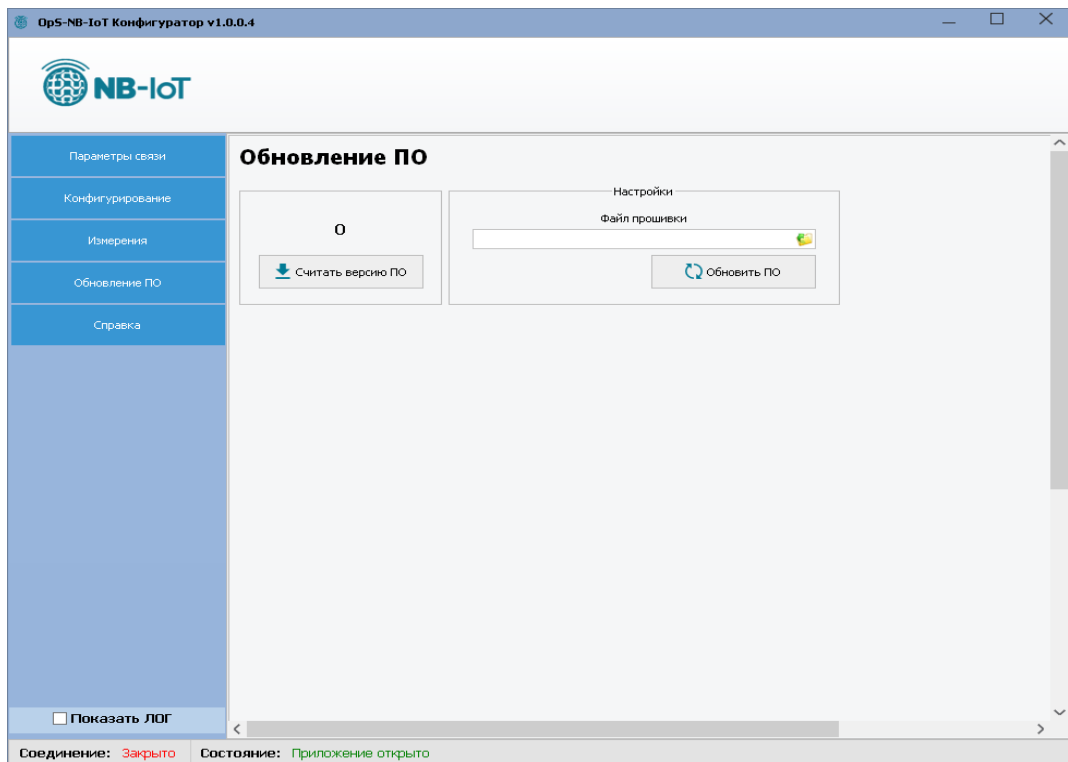 OpS-NB-IoT Конфигуратор v1.0.0.4
NB-IoT
Параметры связи
Конфигурирование
Измерения
Обновление ПО
Справка
Показать ЛОГ
Обновление ПО
0
Считать версию ПО
Настройки
Файл прошивки
Обновить ПО
Соединение: Закрыто Состояние: Приложение открыто